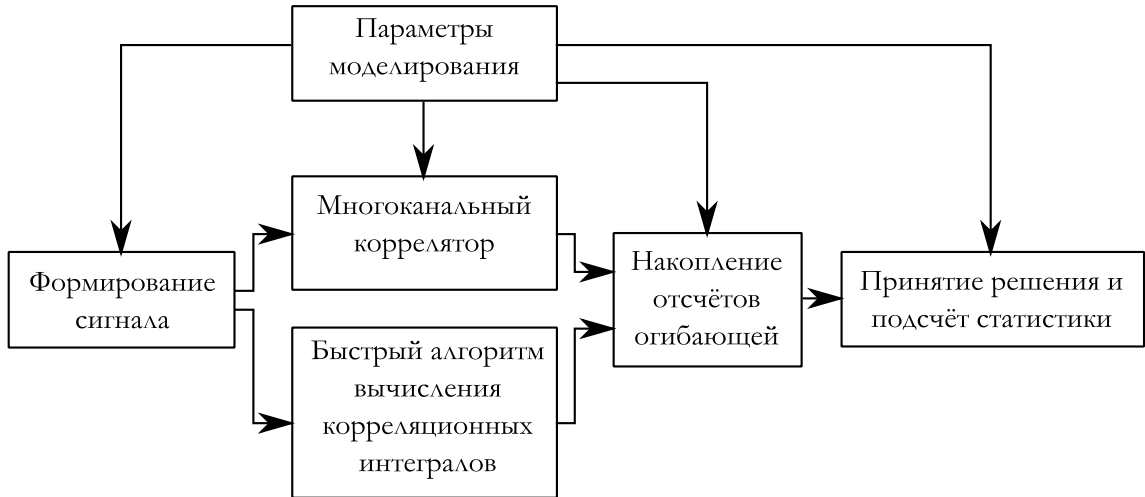 Параметры
моделирования
Многоканальный
коррелятор
Формирование
сигнала
Быстрый алгоритм
вычисления
корреляционных
интегралов
Накопление
отсчётов
огибающей
Принятие решения и
подсчёт статистики